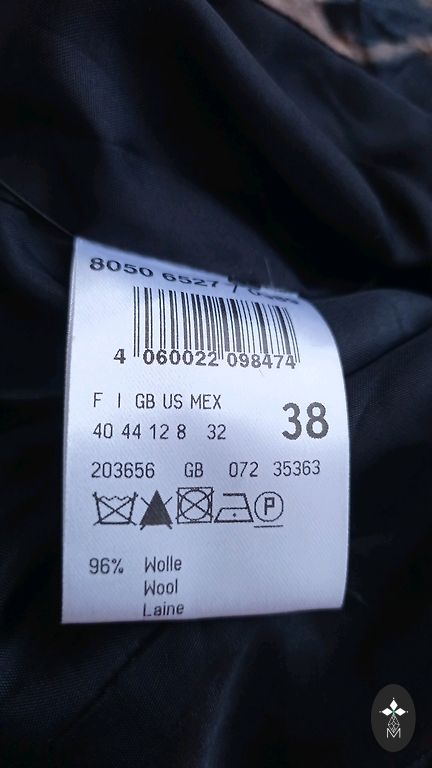 8050 6527 /
4 060022 098474
F I GB US MEX
40 44 12 8 32
38
203656 GB 072 35363
P
96% Wolle
Wool
Laine
M